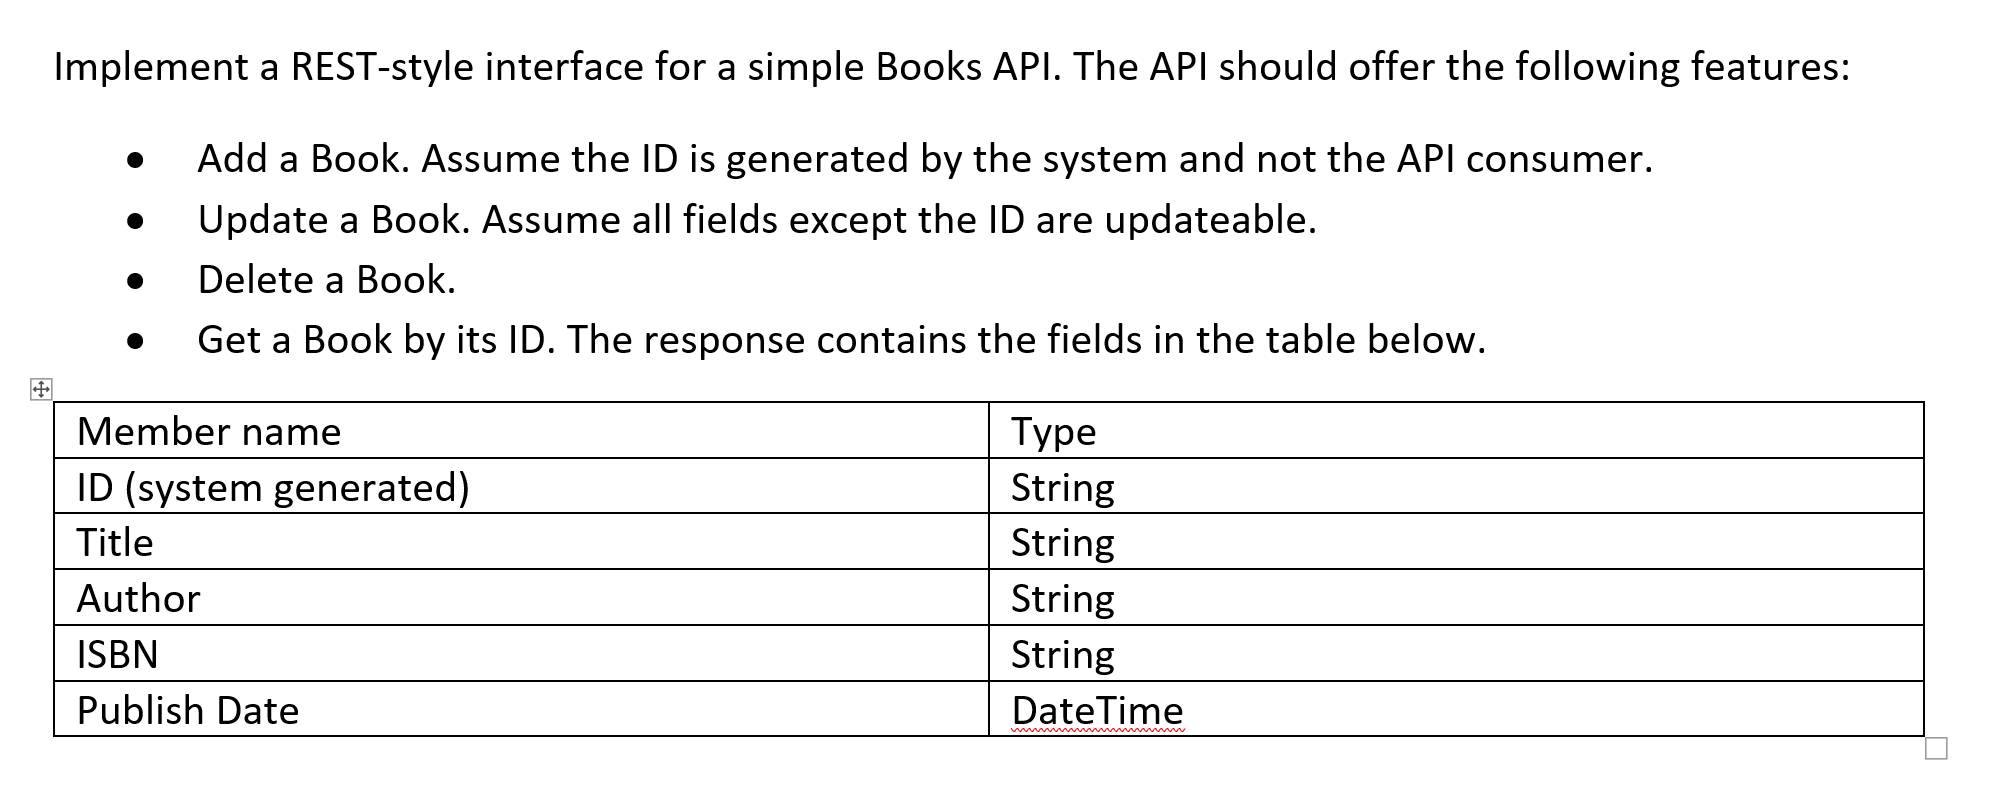 Implement a REST-style interface for a simple Books API. The API should offer the following features:
• Add a Book. Assume the ID is generated by the system and not the API consumer.
• Update a Book. Assume all fields except the ID are updateable.
• Delete a Book.
• Get a Book by its ID. The response contains the fields in the table below.
Member name Type
ID (system generated) String
Title String
Author String
ISBN String
Publish Date DateTime